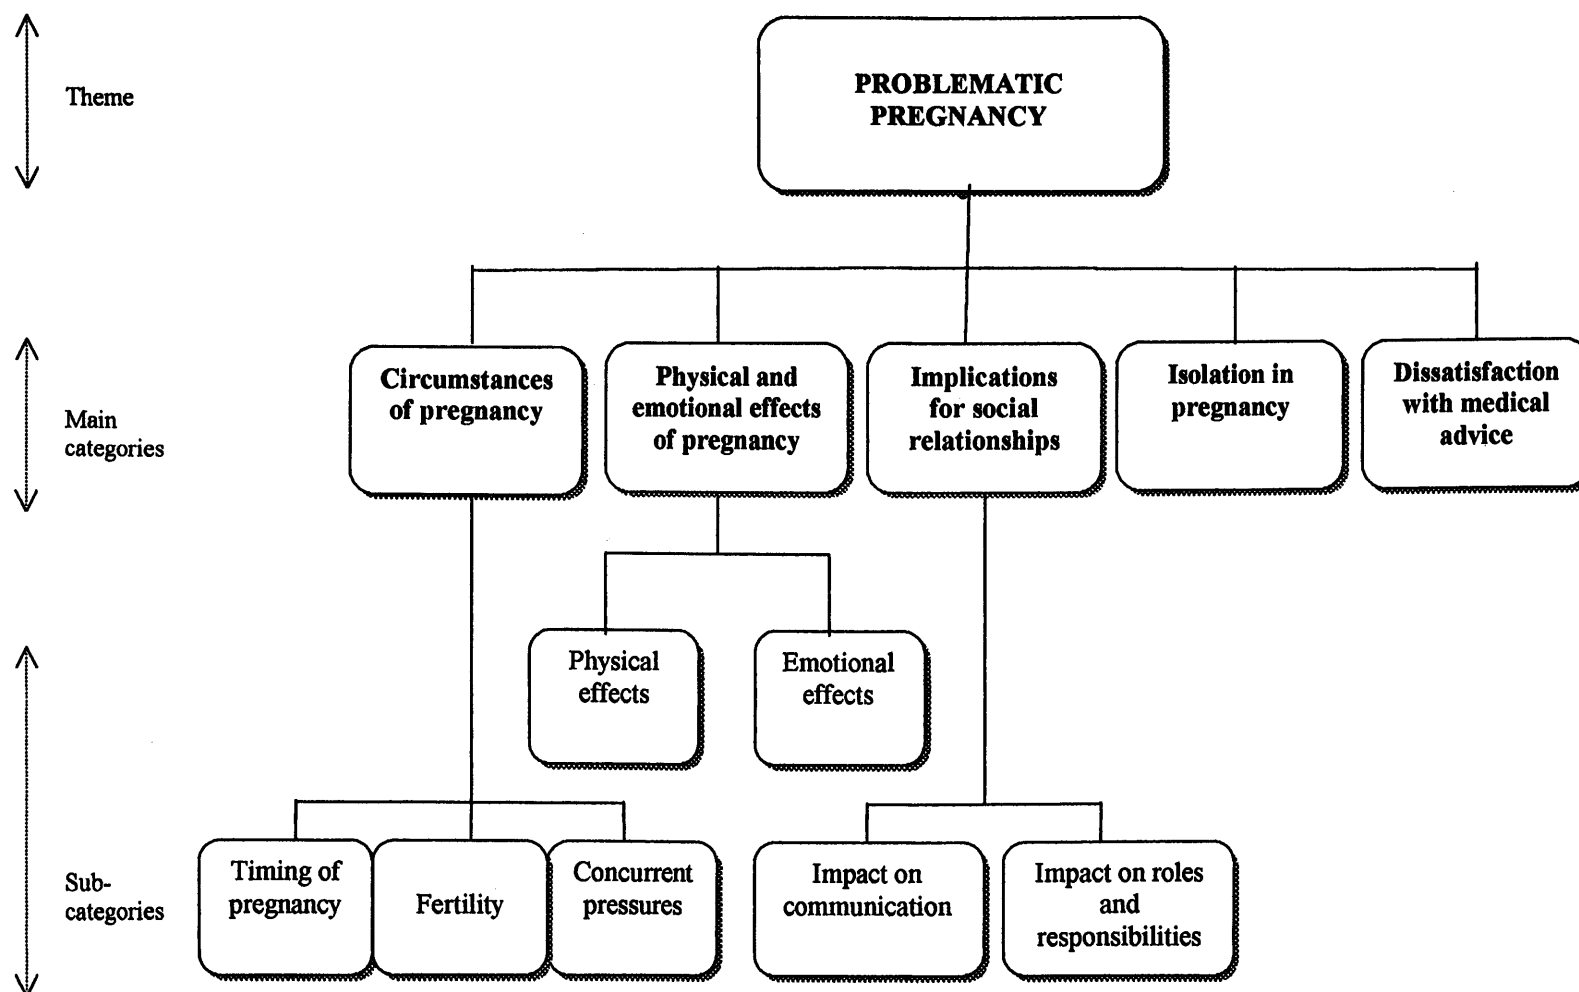 Theme
PROBLEMATIC
PREGNANCY
Main
categories
Circumstances
of pregnancy
Physical and
emotional effects
of pregnancy
Implications
for social
relationships
Isolation in
pregnancy
Dissatisfaction
with medical
advice
Physical
effects
Emotional
effects
Sub-
categories
Timing of
pregnancy
Fertility
Concurrent
pressures
Impact on
communication
Impact on roles
and
responsibilities